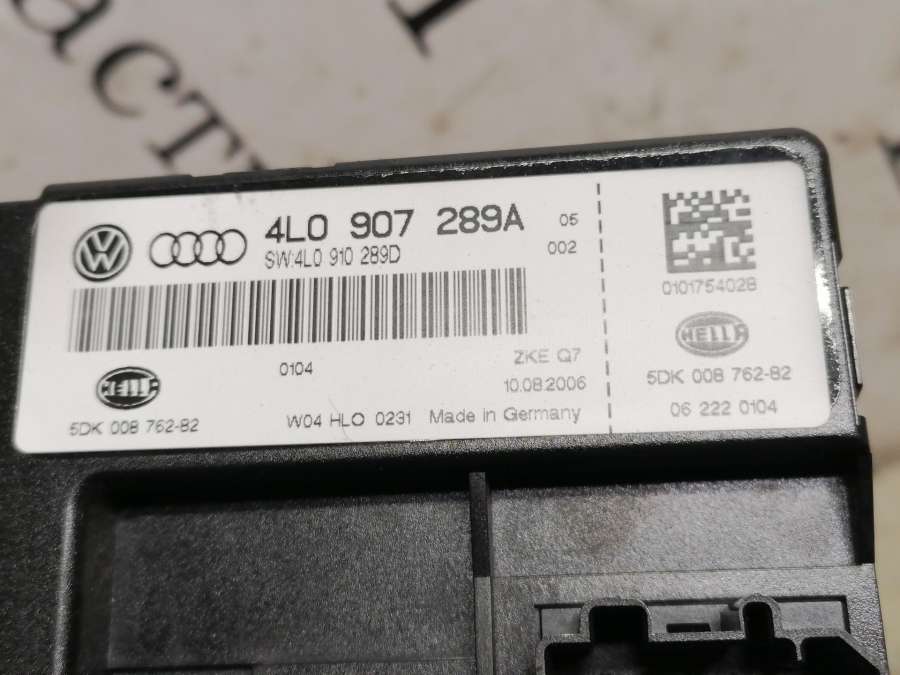 4L0 907 289A
05
SW:4L0 910 289D
002
0101754028
HELLA
0104
ZKE Q7
10.08.2006
HELLA
5DK 008 762-82
W04 HLO 0231 Made in Germany
5DK 008 762-82
06 222 0104